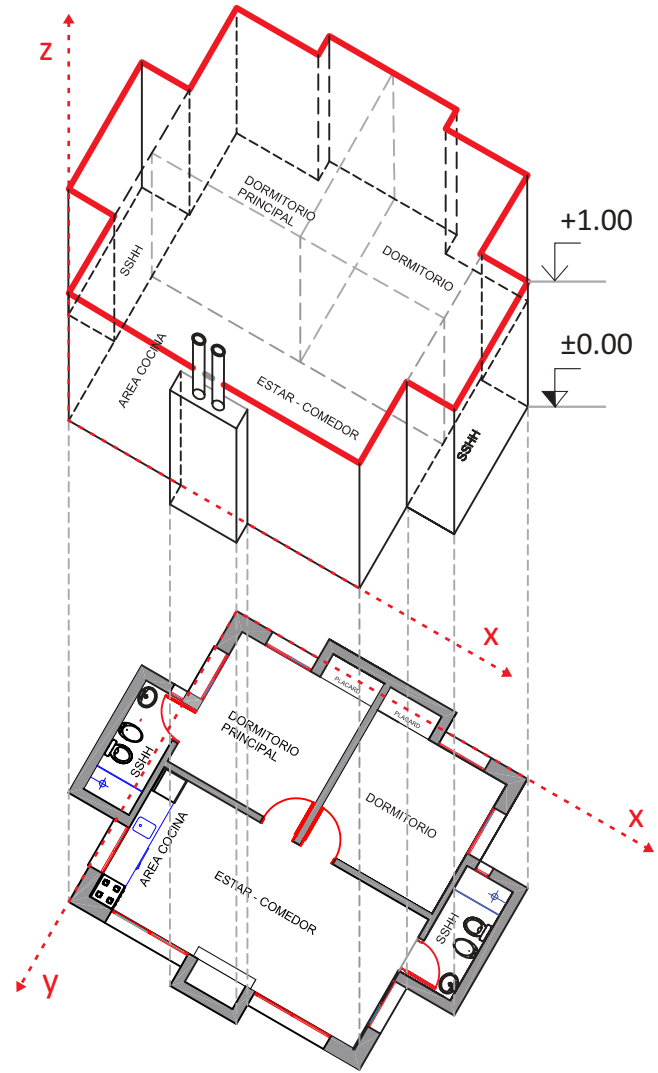 z
+1.00
DORMITORIO
PRINCIPAL
DORMITORIO
SSHH
±0.00
AREA COCINA
ESTAR - COMEDOR
SSHH
x
PLACARD
PLACARD
DORMITORIO
PRINCIPAL
SSHH
DORMITORIO
x
AREA COCINA
ESTAR - COMEDOR
SSHH
y